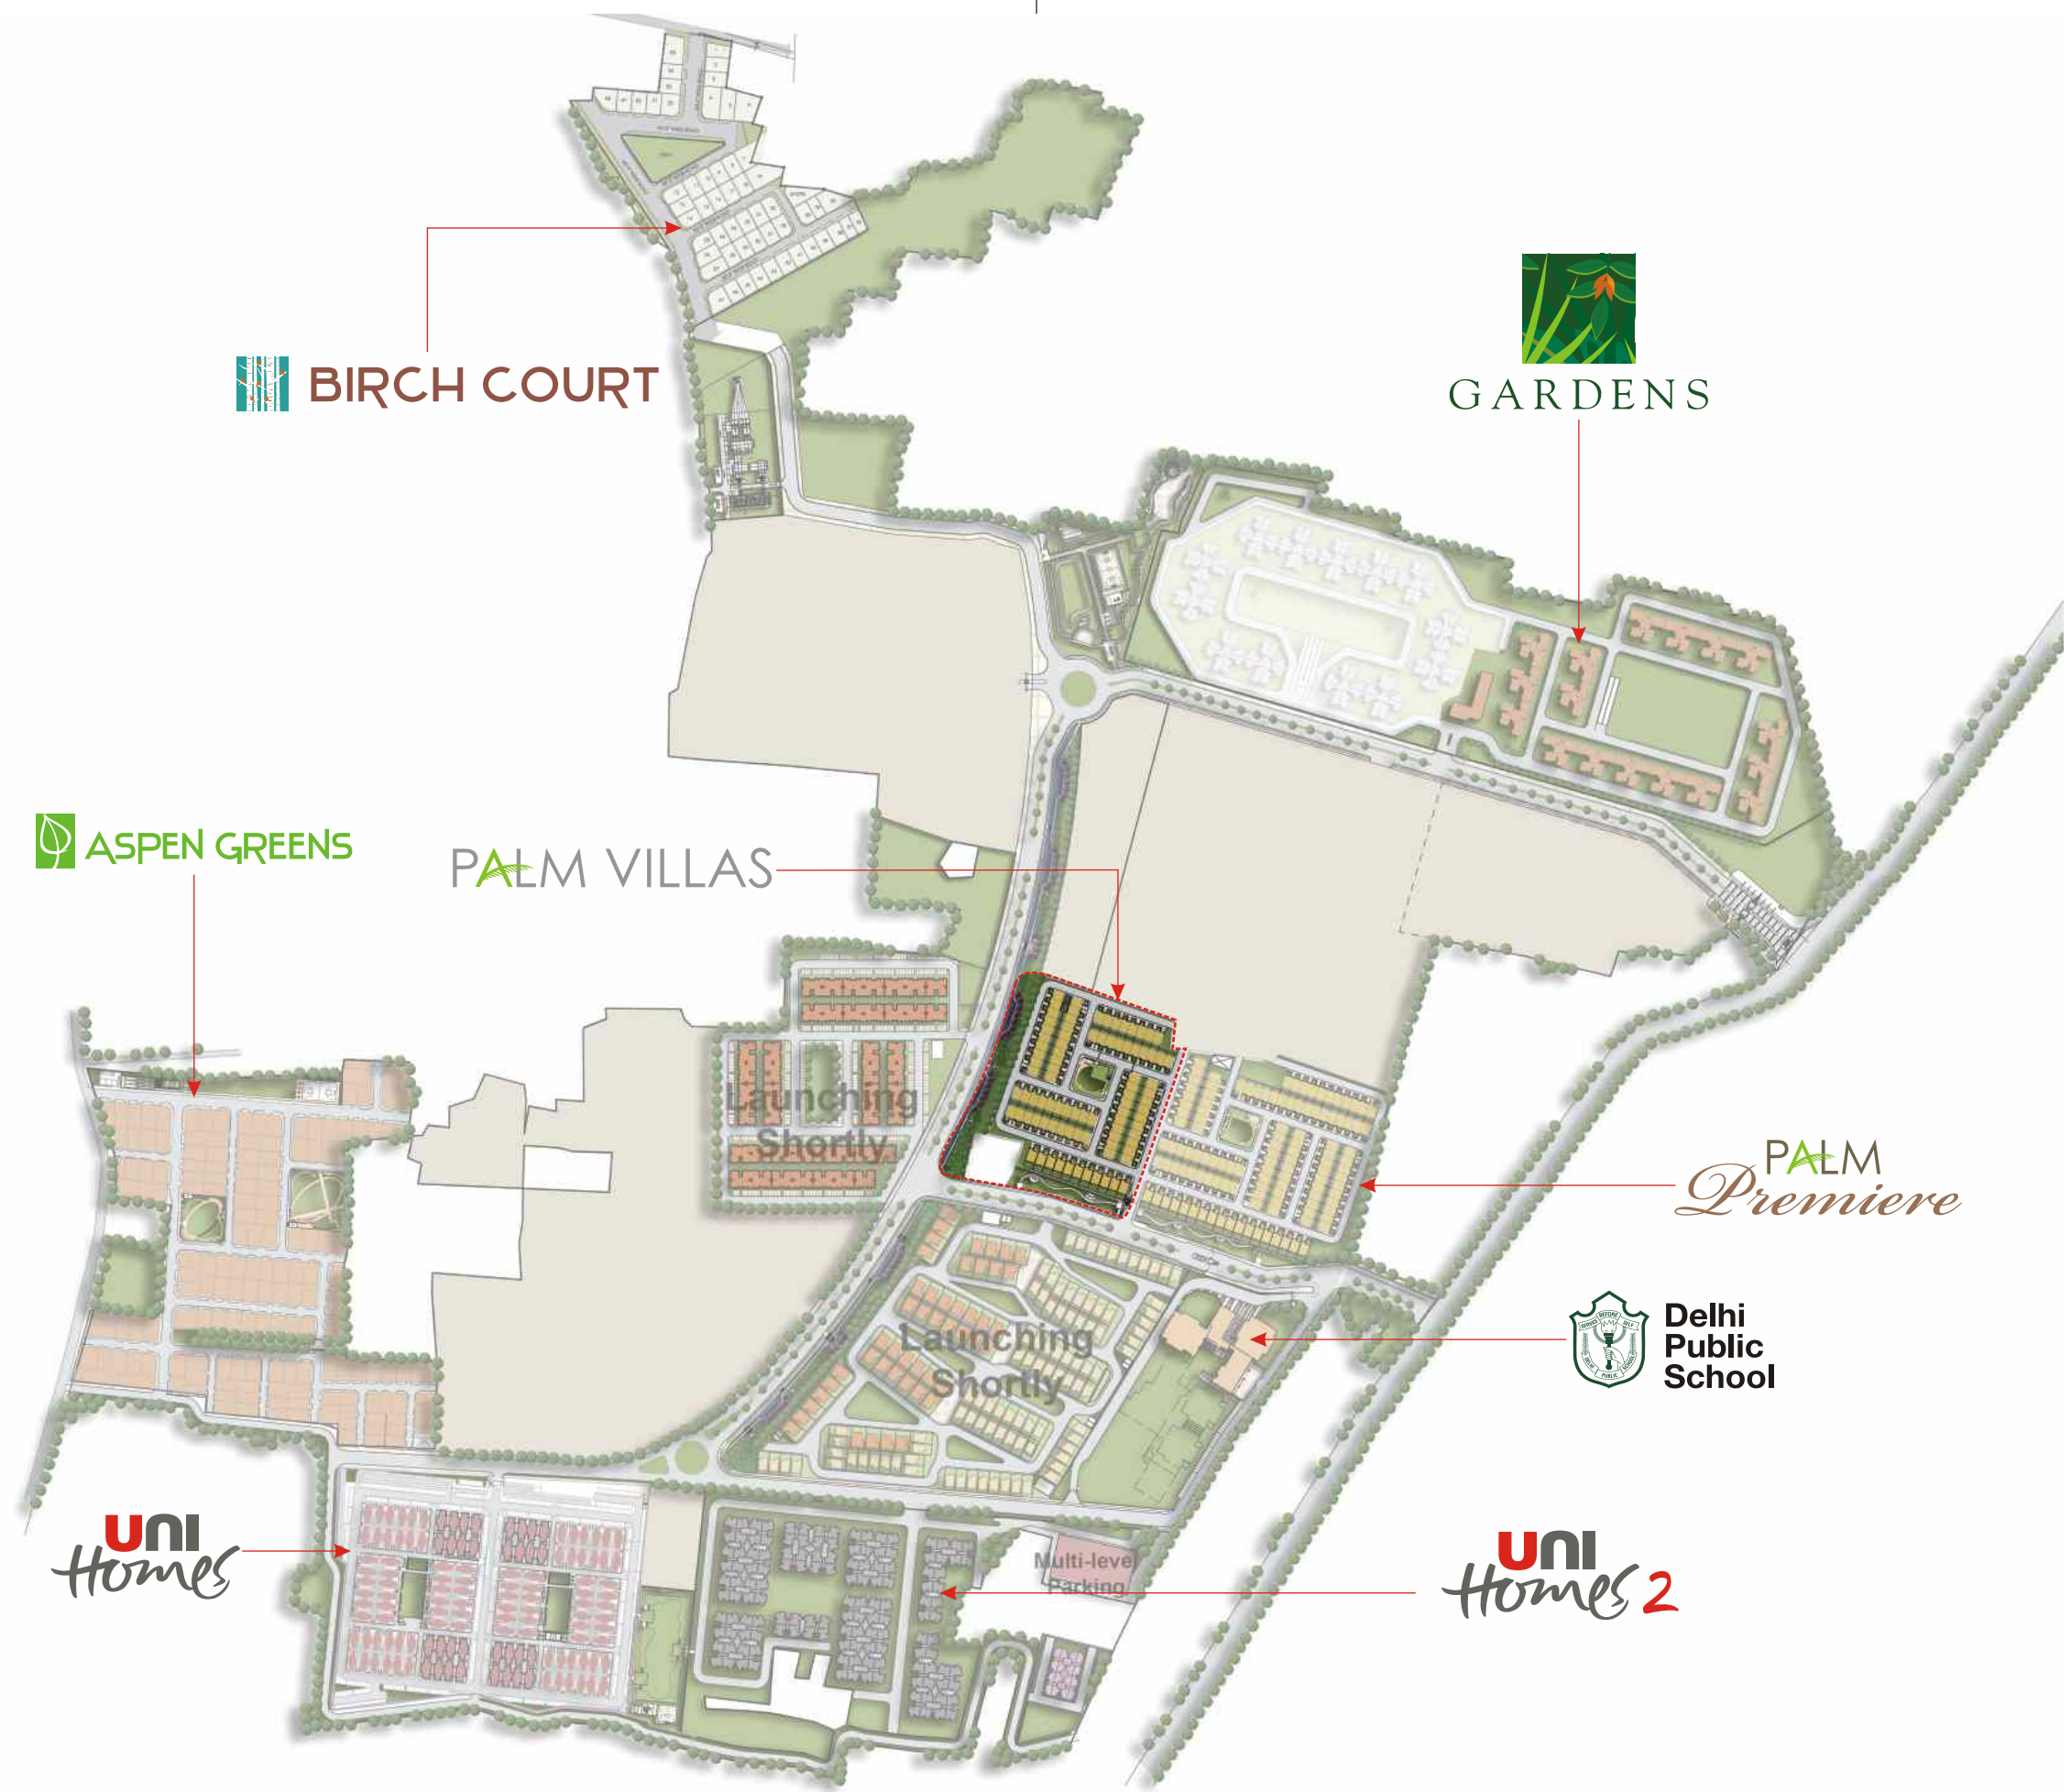 BIRCH COURT
GARDENS
ASPEN GREENS
PALM VILLAS
Launching
Shortly
PALM
Premiere
Delhi
Public
School
Launching
Shortly
UNI
Homes
Multi-level
Parking
UNI
Homes 2